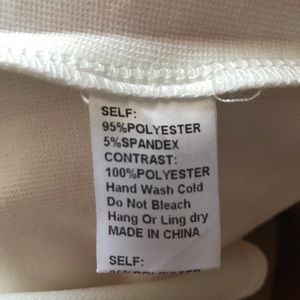 SELF:
95%POLYESTER
5%SPANDEX
CONTRAST:
100%POLYESTER
Hand Wash Cold
Do Not Bleach
Hang Or Ling dry
MADE IN CHINA
SELF: